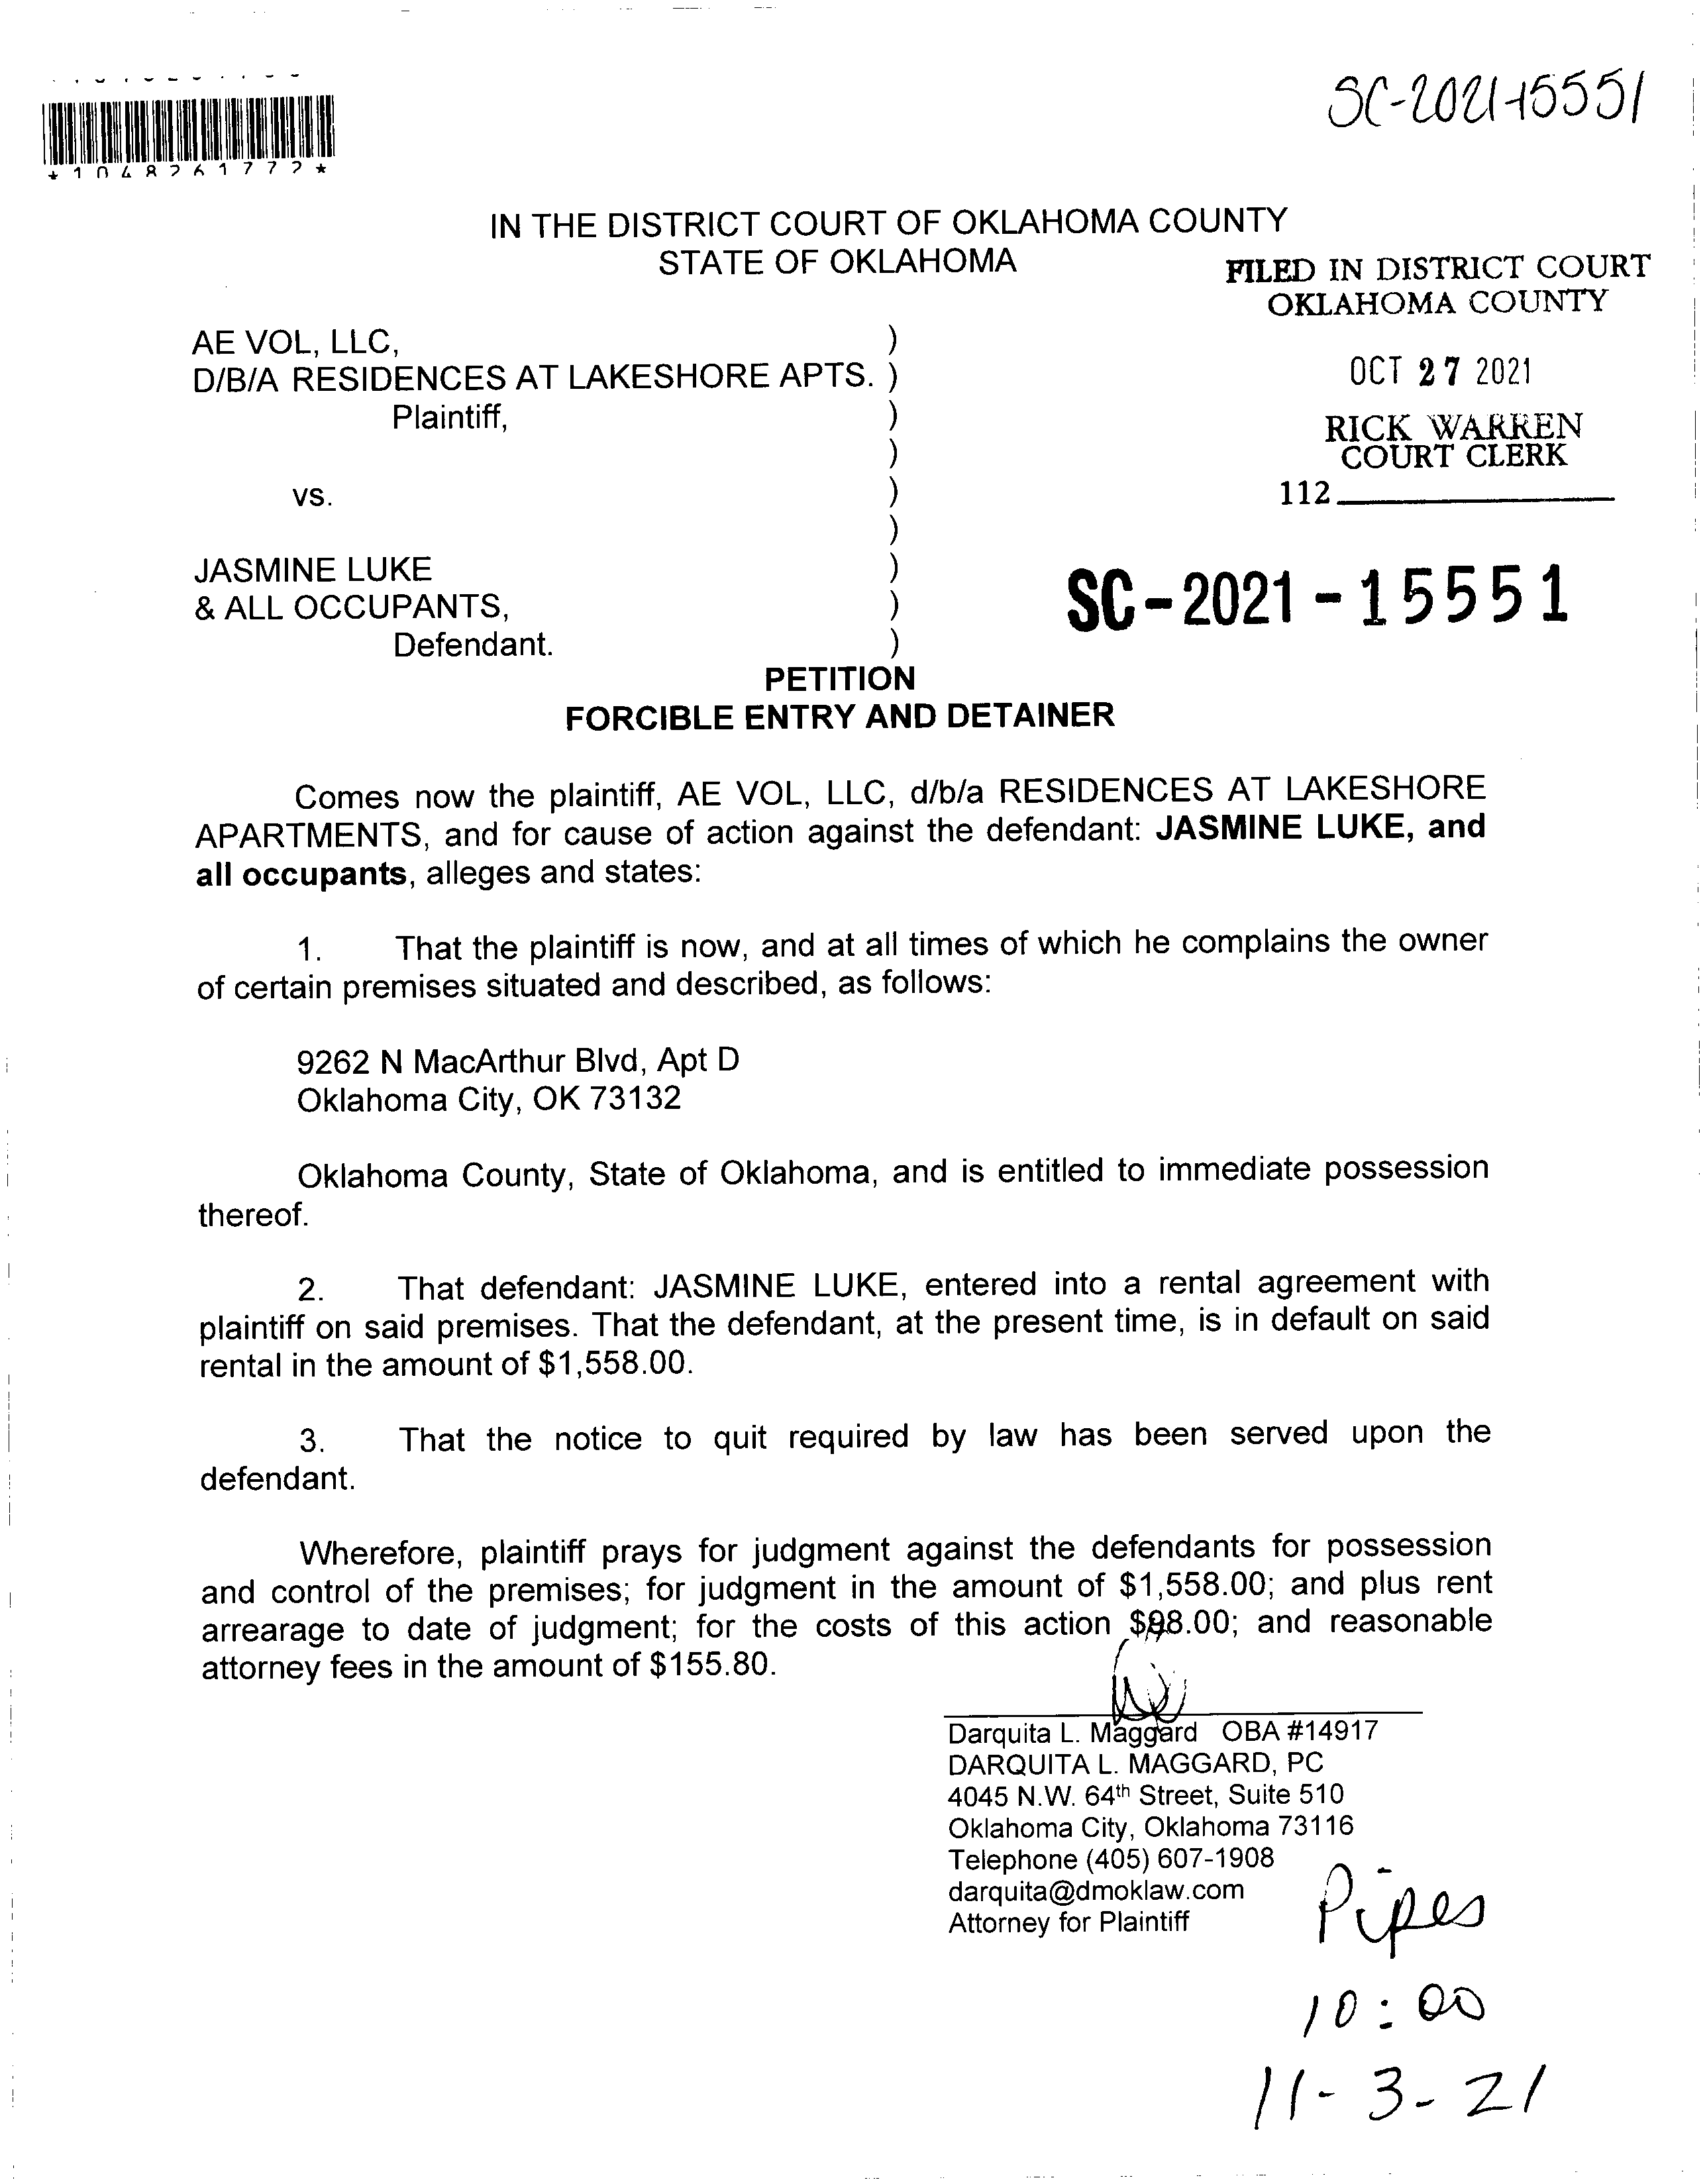 SC-2021-15551
*1048261772*
IN THE DISTRICT COURT OF OKLAHOMA COUNTY
STATE OF OKLAHOMA
FILED IN DISTRICT COURT
OKLAHOMA COUNTY
AE VOL, LLC, )
D/B/A RESIDENCES AT LAKESHORE APTS. )
OCT 27 2021
Plaintiff, )
RICK WARREN
COURT CLERK
)
112
vs. )
)
JASMINE LUKE )
& ALL OCCUPANTS, )
SC-2021-15551
Defendant. )
PETITION
FORCIBLE ENTRY AND DETAINER
Comes now the plaintiff, AE VOL, LLC, d/b/a RESIDENCES AT LAKESHORE
APARTMENTS, and for cause of action against the defendant: JASMINE LUKE, and
all occupants, alleges and states:
1. That the plaintiff is now, and at all times of which he complains the owner
of certain premises situated and described, as follows:
9262 N MacArthur Blvd, Apt D
Oklahoma City, OK 73132
Oklahoma County, State of Oklahoma, and is entitled to immediate possession
thereof.
2. That defendant: JASMINE LUKE, entered into a rental agreement with
plaintiff on said premises. That the defendant, at the present time, is in default on said
rental in the amount of $1,558.00.
3. That the notice to quit required by law has been served upon the
defendant.
Wherefore, plaintiff prays for judgment against the defendants for possession
and control of the premises; for judgment in the amount of $1,558.00; and plus rent
arrearage to date of judgment; for the costs of this action and reasonable
attorney fees in the amount of $155.80.
Darquita L. Maggard OBA #14917
DARQUITA L. MAGGARD, PC
4045 N.W. 64th Street, Suite 510
Oklahoma City, Oklahoma 73116
Telephone (405) 607-1908
darquita@dmoklaw.com
Attorney for Plaintiff
Pipes
10:00
11-3-21